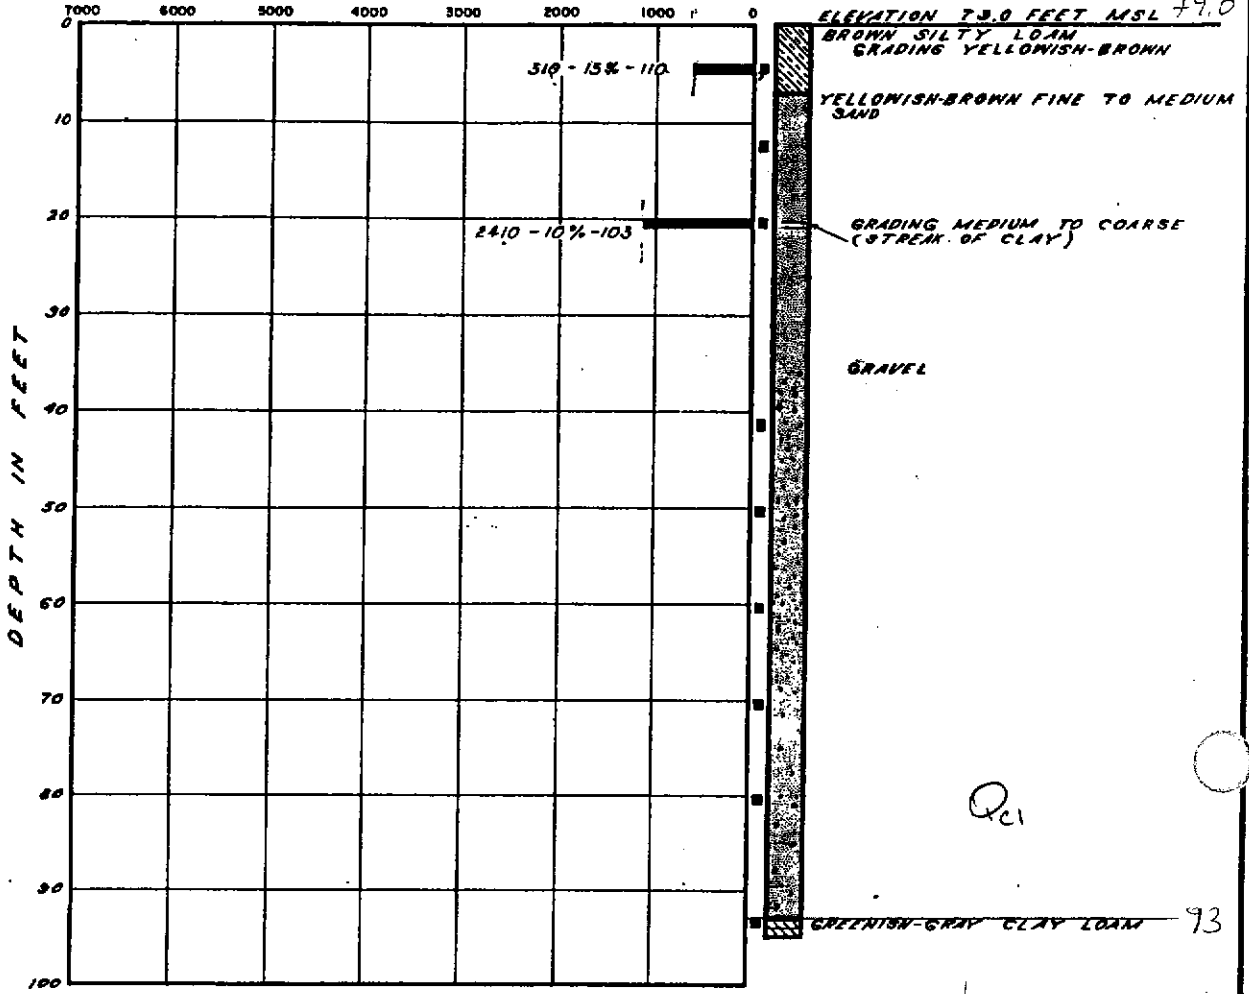 7000 6000 5000 4000 3000 2000 1000 0
ELEVATION 73.0 FEET MSL 79.0
BROWN SILTY LOAM
GRADING YELLOWISH-BROWN
YELLOWISH-BROWN FINE TO MEDIUM
SAND
310 - 15% - 110
2410 - 10% - 103
GRADING MEDIUM TO COARSE
(STREAK OF CLAY)
GRAVEL
Qc1
GREENISH-GRAY CLAY LOAM 93
DEPTH IN FEET
0
10
20
30
40
50
60
70
80
90
100